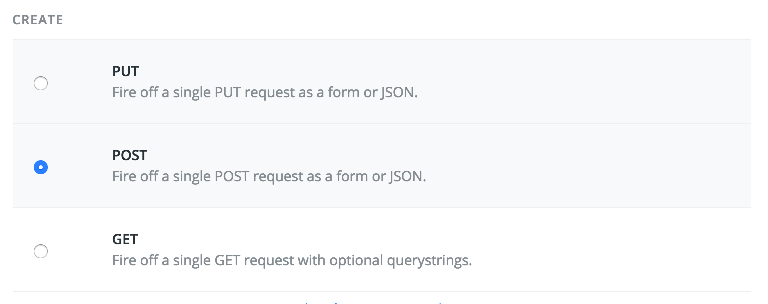 CREATE
PUT
Fire off a single PUT request as a form or JSON.
POST
Fire off a single POST request as a form or JSON.
GET
Fire off a single GET request with optional querystrings.